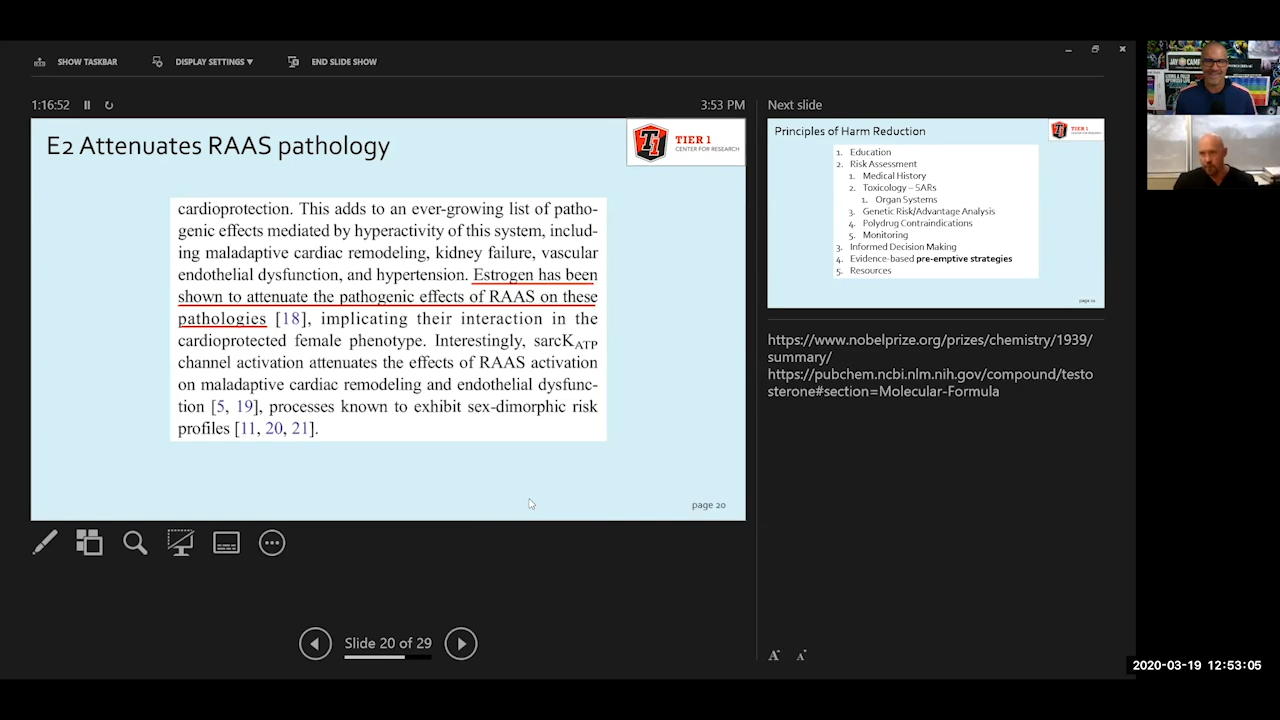 SHOW TASKBAR
DISPLAY SETTINGS ▾
END SLIDE SHOW
1:16:52
3:53 PM
E2 Attenuates RAAS pathology
TIER 1
CENTER FOR RESEARCH
cardioprotection. This adds to an ever-growing list of patho-
genic effects mediated by hyperactivity of this system, includ-
ing maladaptive cardiac remodeling, kidney failure, vascular
endothelial dysfunction, and hypertension. Estrogen has been
shown to attenuate the pathogenic effects of RAAS on these
pathologies [18], implicating their interaction in the
cardioprotected female phenotype. Interestingly, sarcKATP
channel activation attenuates the effects of RAAS activation
on maladaptive cardiac remodeling and endothelial dysfunc-
tion [5, 19], processes known to exhibit sex-dimorphic risk
profiles [11, 20, 21].
page 20
Slide 20 of 29
Next slide
Principles of Harm Reduction
TIER 1
CENTER FOR RESEARCH
1. Education
2. Risk Assessment
1. Medical History
2. Toxicology – SARs
1. Organ Systems
3. Genetic Risk/Advantage Analysis
4. Polydrug Contraindications
5. Monitoring
3. Informed Decision Making
4. Evidence-based pre-emptive strategies
5. Resources
https://www.nobelprize.org/prizes/chemistry/1939/
summary/
https://pubchem.ncbi.nlm.nih.gov/compound/testo
sterone#section=Molecular-Formula
A A
JAY CAMP
2020-03-19 12:53:05